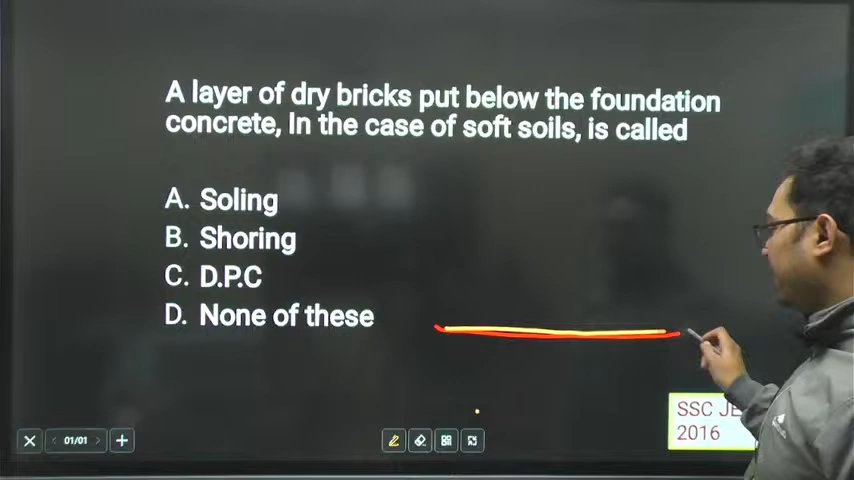 A layer of dry bricks put below the foundation
concrete, In the case of soft soils, is called
A. Soling
B. Shoring
C. D.P.C
D. None of these
01/01
SSC JE
2016